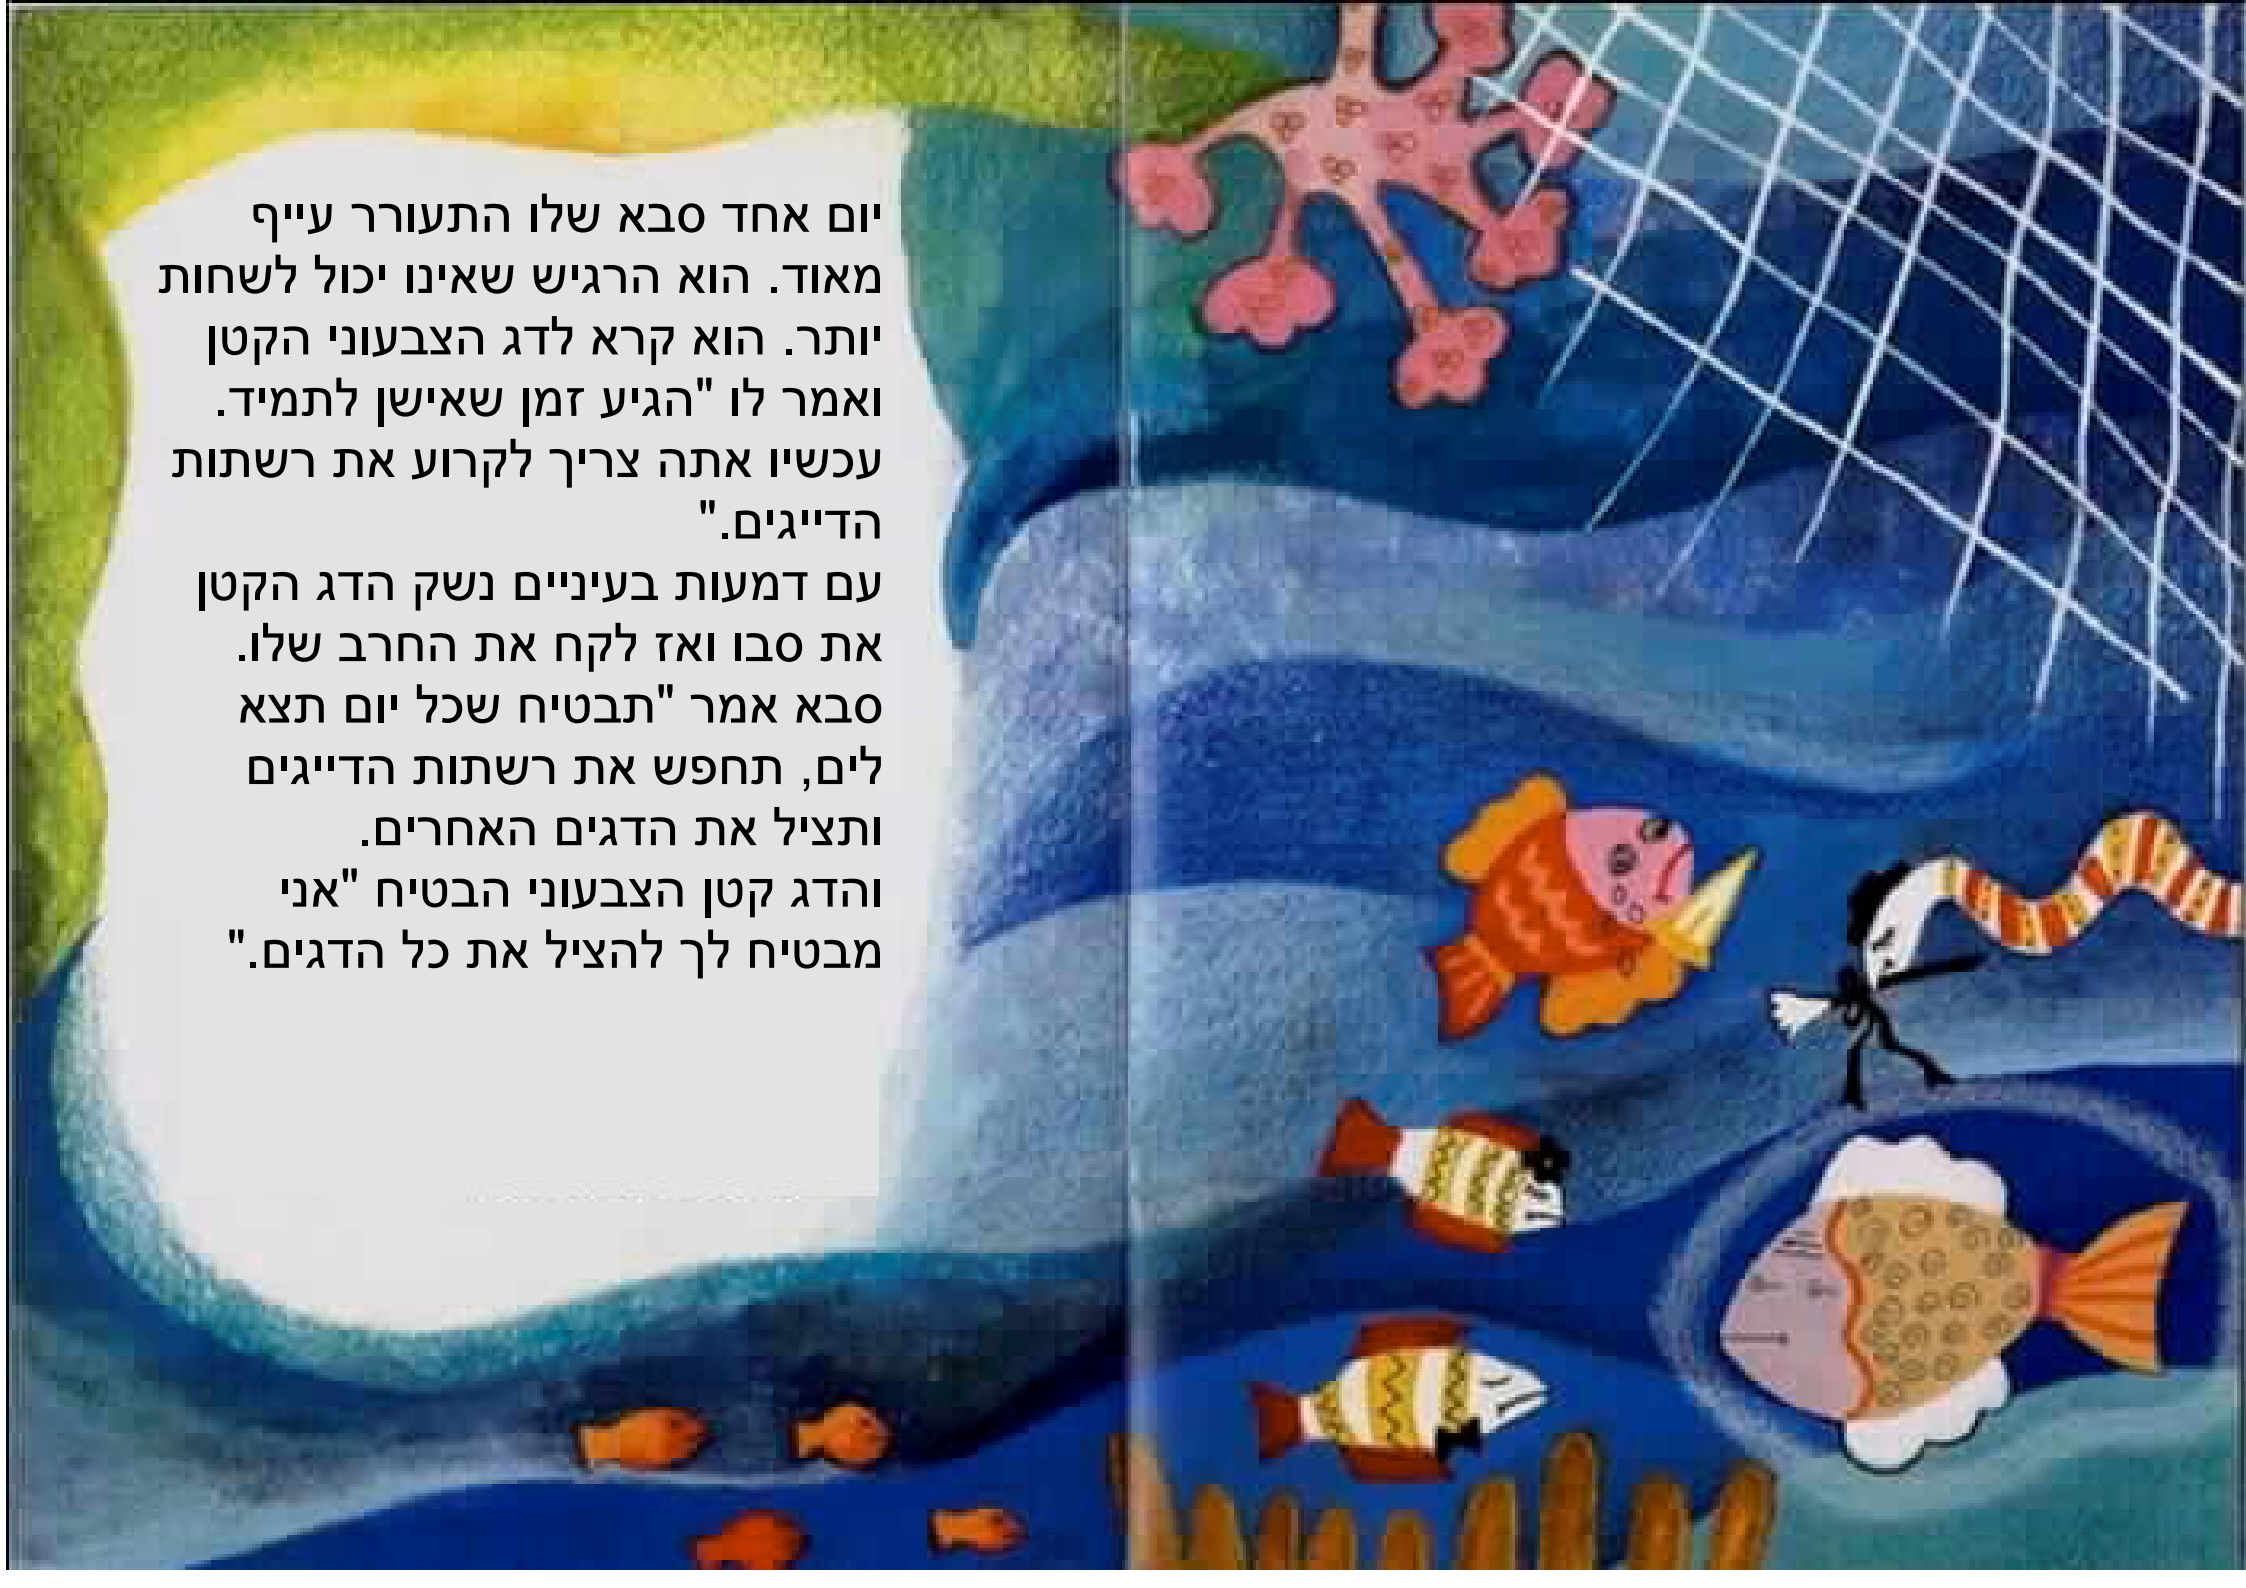 יום אחד סבא שלו התעורר עייף
מאוד. הוא הרגיש שאינו יכול לשחות
יותר. הוא קרא לדג הצבעוני הקטן
ואמר לו "הגיע זמן שאישן לתמיד.
עכשיו אתה צריך לקרוע את רשתות
הדייגים."
עם דמעות בעיניים נשק הדג הקטן
את סבו ואז לקח את החרב שלו.
סבא אמר "תבטיח שכל יום תצא
לים, תחפש את רשתות הדייגים
ותציל את הדגים האחרים.
והדג קטן הצבעוני הבטיח "אני
מבטיח לך להציל את כל הדגים."